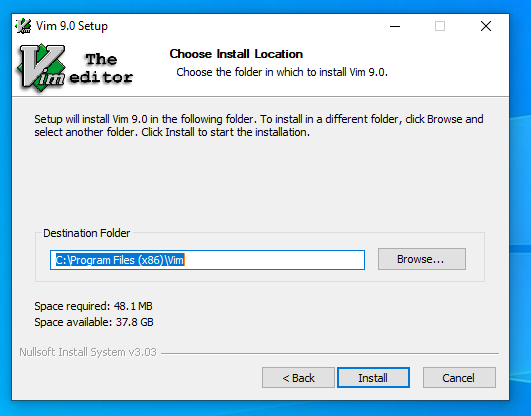 Vim 9.0 Setup
The
Vim editor
Choose Install Location
Choose the folder in which to install Vim 9.0.
Setup will install Vim 9.0 in the following folder. To install in a different folder, click Browse and
select another folder. Click Install to start the installation.
Destination Folder
C:\Program Files (x86)\Vim
Browse...
Space required: 48.1 MB
Space available: 37.8 GB
Nullsoft Install System v3.03
< Back
Install
Cancel